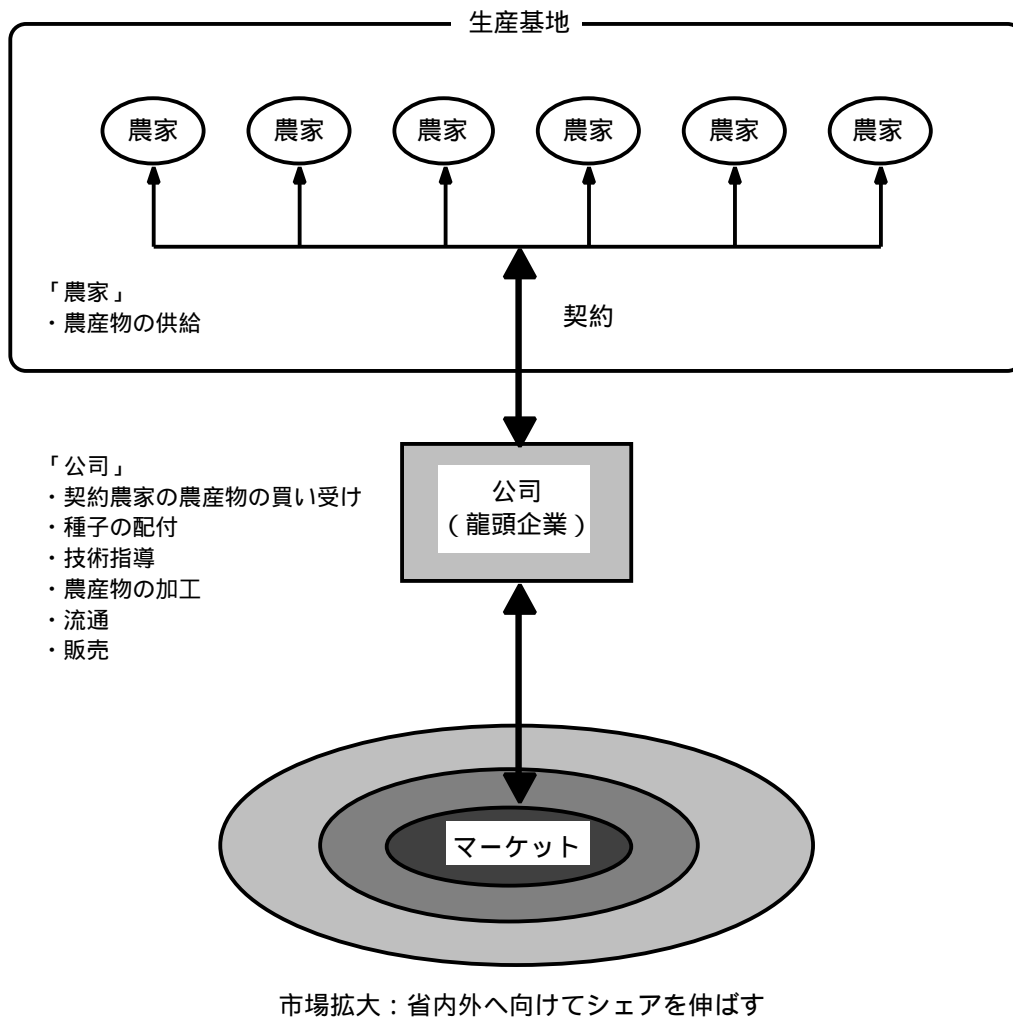 生産基地
農家 農家 農家 農家 農家 農家
「農家」
・農産物の供給
契約
「公司」
・契約農家の農産物の買い受け
・種子の配付
・技術指導
・農産物の加工
・流通
・販売
公司
(龍頭企業)
マーケット
市場拡大:省内外へ向けてシェアを伸ばす